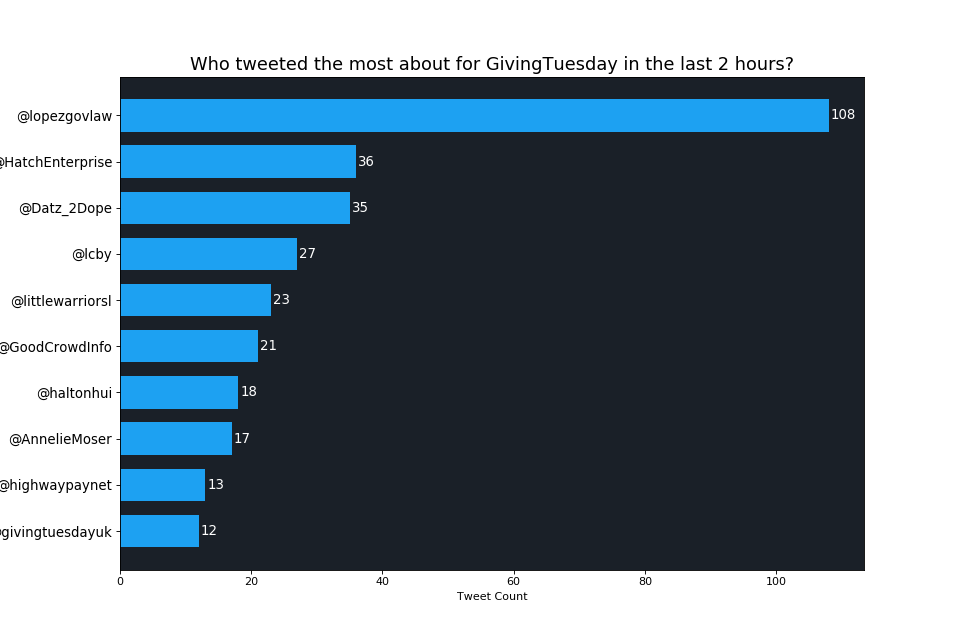 Who tweeted the most about for GivingTuesday in the last 2 hours?
@lopezgovlaw
108
@HatchEnterprise
36
@Datz_2Dope
35
@lcby
27
@littlewarriorsl
23
@GoodCrowdInfo
21
@haltonhui
18
@AnnelieMoser
17
@highwaypaynet
13
@givingtuesdayuk
12
0 20 40 60 80 100
Tweet Count